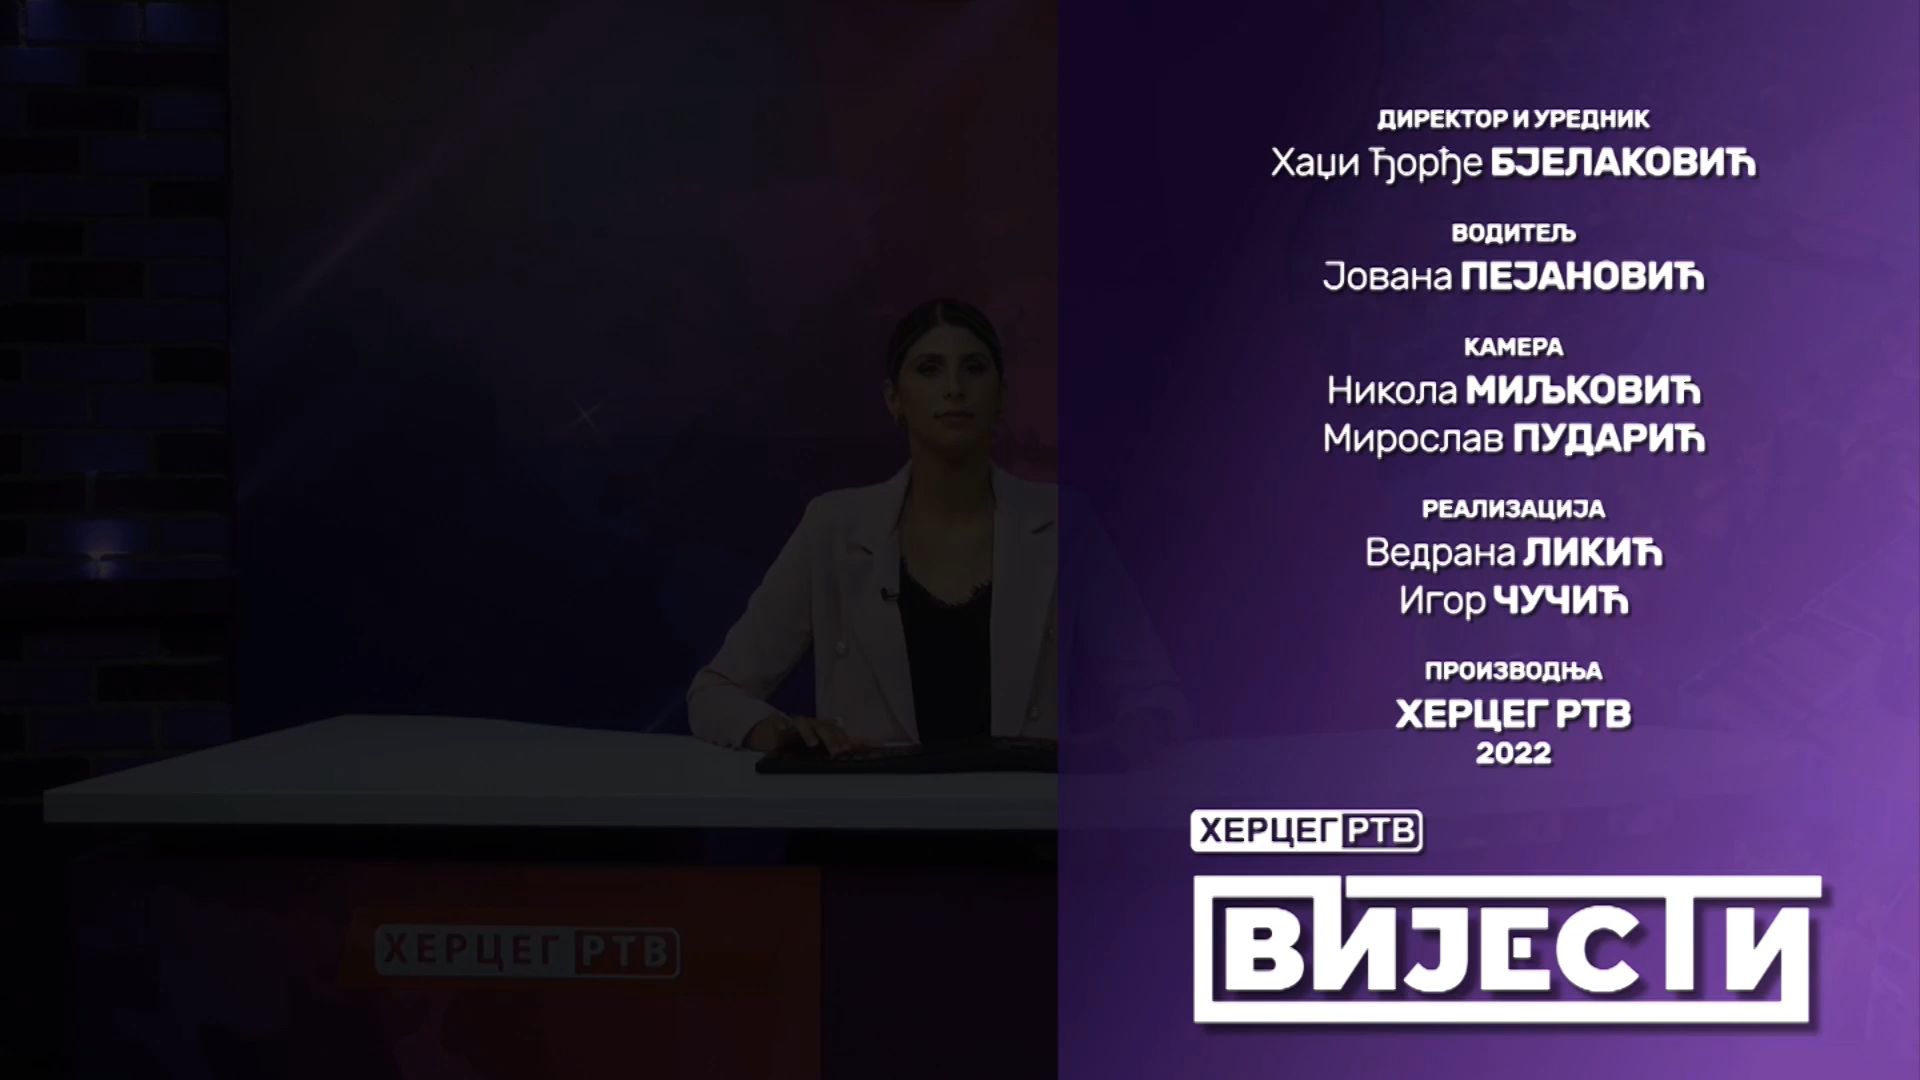 ДИРЕКТОР И УРЕДНИК
Хаџи Ђорђе БЈЕЛАКОВИЋ
ВОДИТЕЉ
Јована ПЕЈАНОВИЋ
КАМЕРА
Никола МИЉКОВИЋ
Мирослав ПУДАРИЋ
РЕАЛИЗАЦИЈА
Ведрана ЛИКИЋ
Игор ЧУЧИЋ
ПРОИЗВОДЊА
ХЕРЦЕГ РТВ
2022
ХЕРЦЕГ РТВ
ВИЈЕСТИ
ХЕРЦЕГ РТВ